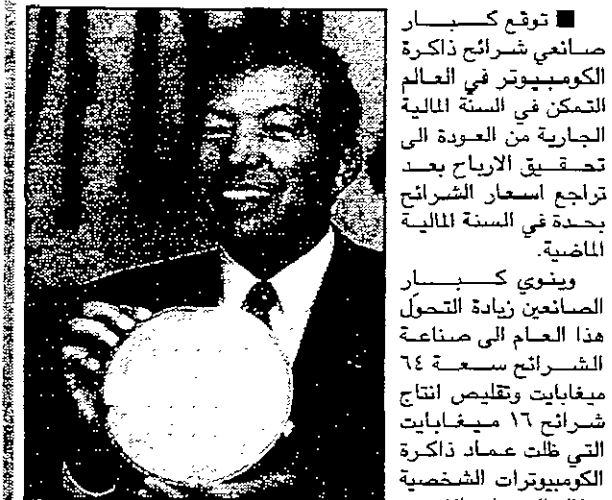 ■ توقع كبار
صانعي شرائح ذاكرة
الكومبيوتر في العالم
التمكن في السنة المالية
الجارية من العودة الى
تحقيق الارباح بعد
تراجع اسعار الشرائح
بحدة في السنة المالية
الماضية.
وينوي كبار
الصانعين زيادة التحوّل
هذا العام الى صناعة
الشرائح سعة ٦٤
ميغابايت وتقليص انتاج
شرائح ١٦ ميغابايت
التي ظلت عماد ذاكرة
الكومبيوترات الشخصية